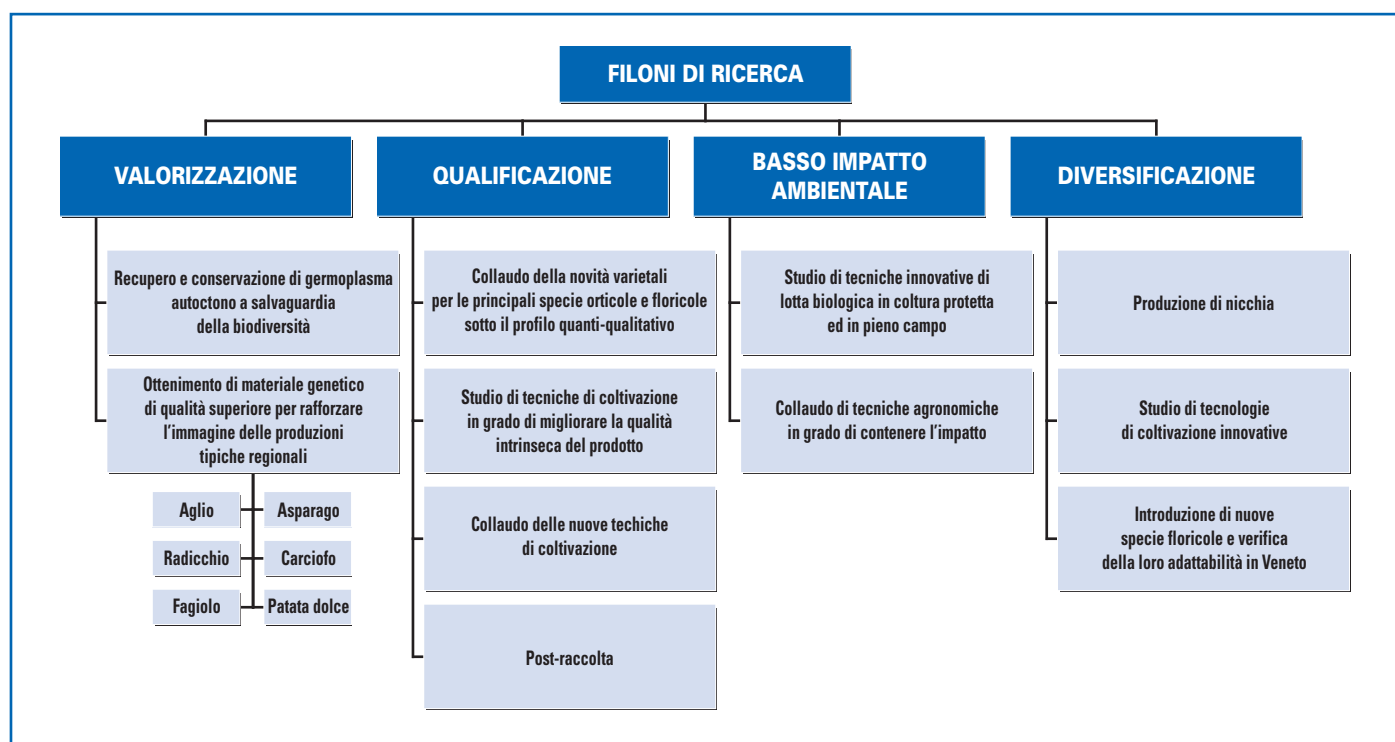 FILONI DI RICERCA
VALORIZZAZIONE
Recupero e conservazione di germoplasma
autoctono a salvaguardia
della biodiversità
Ottenimento di materiale genetico
di qualità superiore per rafforzare
l'immagine delle produzioni
tipiche regionali
Aglio
Asparago
Radicchio
Carciofo
Fagiolo
Patata dolce
QUALIFICAZIONE
Collaudo della novità varietali
per le principali specie orticole e floricole
sotto il profilo quanti-qualitativo
Studio di tecniche di coltivazione
in grado di migliorare la qualità
intrinseca del prodotto
Collaudo delle nuove techiche
di coltivazione
Post-raccolta
BASSO IMPATTO
AMBIENTALE
Studio di tecniche innovative di
lotta biologica in coltura protetta
ed in pieno campo
Collaudo di tecniche agronomiche
in grado di contenere l'impatto
DIVERSIFICAZIONE
Produzione di nicchia
Studio di tecnologie
di coltivazione innovative
Introduzione di nuove
specie floricole e verifica
della loro adattabilità in Veneto